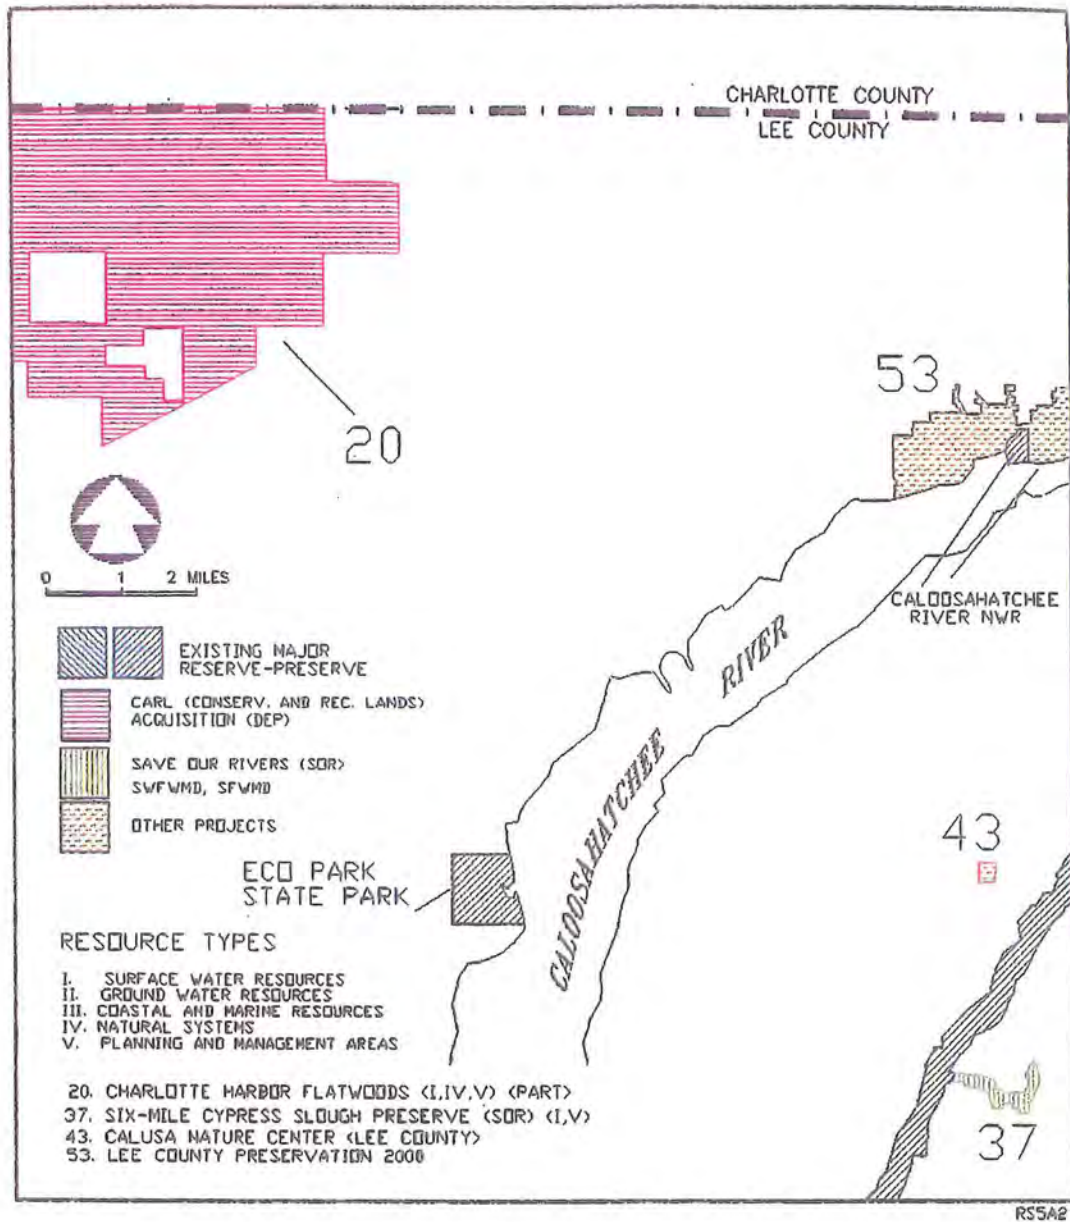 CHARLOTTE COUNTY
LEE COUNTY
20
53
0 1 2 MILES
CALOOSAHATCHEE
RIVER NWR
EXISTING MAJOR
RESERVE-PRESERVE
CARL (CONSERV. AND REC. LANDS)
ACQUISITION (DEP)
SAVE OUR RIVERS (SOR)
SWFWMD, SFWMD
OTHER PROJECTS
CALOOSAHATCHEE RIVER
43
ECO PARK
STATE PARK
RESOURCE TYPES
I. SURFACE WATER RESOURCES
II. GROUND WATER RESOURCES
III. COASTAL AND MARINE RESOURCES
IV. NATURAL SYSTEMS
V. PLANNING AND MANAGEMENT AREAS
20. CHARLOTTE HARBOR FLATWOODS (I,IV,V) (PART)
37. SIX-MILE CYPRESS SLOUGH PRESERVE (SOR) (I,V)
43. CALUSA NATURE CENTER (LEE COUNTY)
53. LEE COUNTY PRESERVATION 2000
37
RS5A2